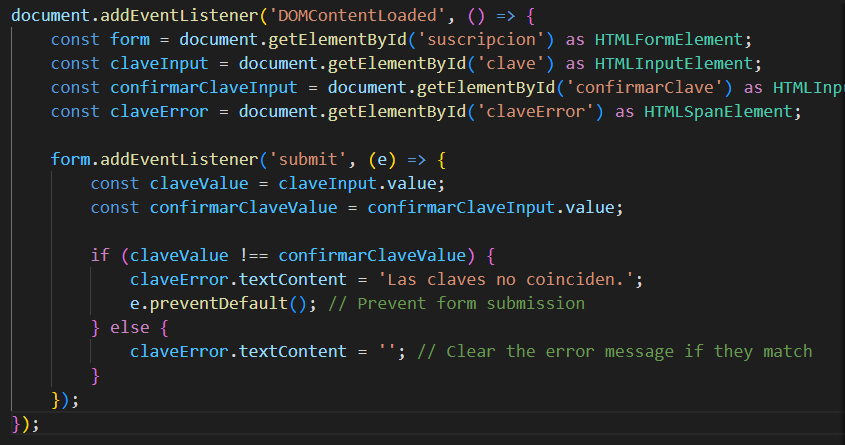 document.addEventListener('DOMContentLoaded', () => {
    const form = document.getElementById('suscripcion') as HTMLFormElement;
    const claveInput = document.getElementById('clave') as HTMLInputElement;
    const confirmarClaveInput = document.getElementById('confirmarClave') as HTMLInpu
    const claveError = document.getElementById('claveError') as HTMLSpanElement;

    form.addEventListener('submit', (e) => {
        const claveValue = claveInput.value;
        const confirmarClaveValue = confirmarClaveInput.value;

        if (claveValue !== confirmarClaveValue) {
            claveError.textContent = 'Las claves no coinciden.';
            e.preventDefault(); // Prevent form submission
        } else {
            claveError.textContent = ''; // Clear the error message if they match
        }
    });
});